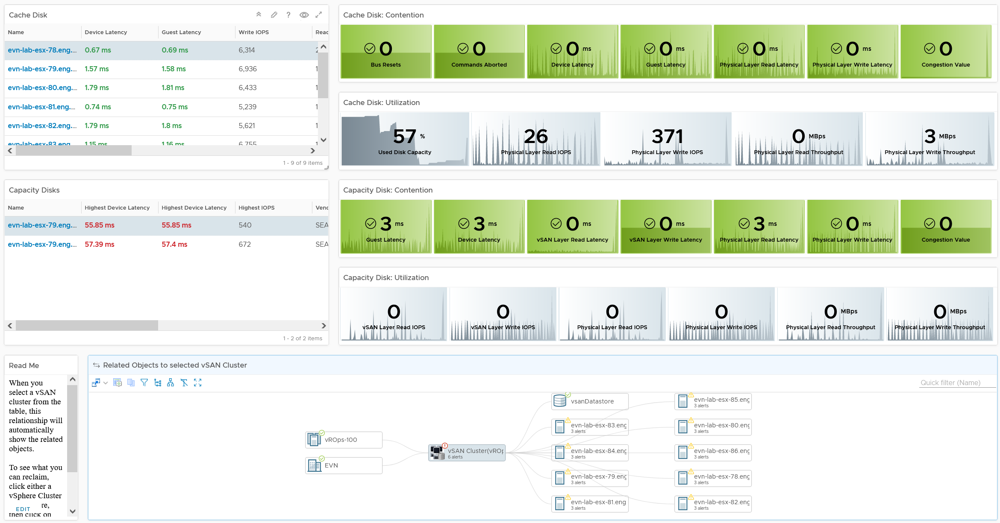 Cache Disk
Name Device Latency Guest Latency Write IOPS Read
evn-lab-esx-78.eng.... 0.67 ms 0.69 ms 6,314 2
evn-lab-esx-79.eng.... 1.57 ms 1.58 ms 6,936 1
evn-lab-esx-80.eng.... 1.79 ms 1.81 ms 6,433 1
evn-lab-esx-81.eng.... 0.74 ms 0.75 ms 5,239 1
evn-lab-esx-82.eng.... 1.79 ms 1.8 ms 5,621 1
evn-lab-esx-83.eng 1.15 ms 1.16 ms 6,755
1 - 9 of 9 items
Cache Disk: Contention
0 0 0 ms 0 ms 0 ms 0 ms 0
Bus Resets Commands Aborted Device Latency Guest Latency Physical Layer Read Latency Physical Layer Write Latency Congestion Value
Cache Disk: Utilization
57 % 26 371 0 MBps 3 MBps
Used Disk Capacity Physical Layer Read IOPS Physical Layer Write IOPS Physical Layer Read Throughput Physical Layer Write Throughput
Capacity Disks
Name Highest Device Latency Highest Device Latency Highest IOPS Venc
evn-lab-esx-79.eng.... 55.85 ms 55.85 ms 540 SEA
evn-lab-esx-79.eng.... 57.39 ms 57.4 ms 672 SEA
1 - 2 of 2 items
Capacity Disk: Contention
3 ms 3 ms 0 ms 0 ms 3 ms 0 ms 0
Guest Latency Device Latency vSAN Layer Read Latency vSAN Layer Write Latency Physical Layer Read Latency Physical Layer Write Latency Congestion Value
Capacity Disk: Utilization
0 0 0 0 0 MBps 0 MBps
vSAN Layer Read IOPS vSAN Layer Write IOPS Physical Layer Read IOPS Physical Layer Write IOPS Physical Layer Read Throughput Physical Layer Write Throughput
Read Me
When you
select a vSAN
cluster from the
table, this
relationship will
automatically
show the related
objects.
To see what you
can reclaim,
click either a
vSphere Cluster
re,
EDIT
then click on
Related Objects to selected vSAN Cluster
Quick filter (Name)
vROps-100
EVN
vSAN Cluster(vROp
6 alerts
vsanDatastore
evn-lab-esx-83.eng
3 alerts
evn-lab-esx-84.eng
3 alerts
evn-lab-esx-79.eng
3 alerts
evn-lab-esx-81.eng
3 alerts
evn-lab-esx-85.eng
3 alerts
evn-lab-esx-80.eng
3 alerts
evn-lab-esx-86.eng
3 alerts
evn-lab-esx-78.eng
3 alerts
evn-lab-esx-82.eng
3 alerts